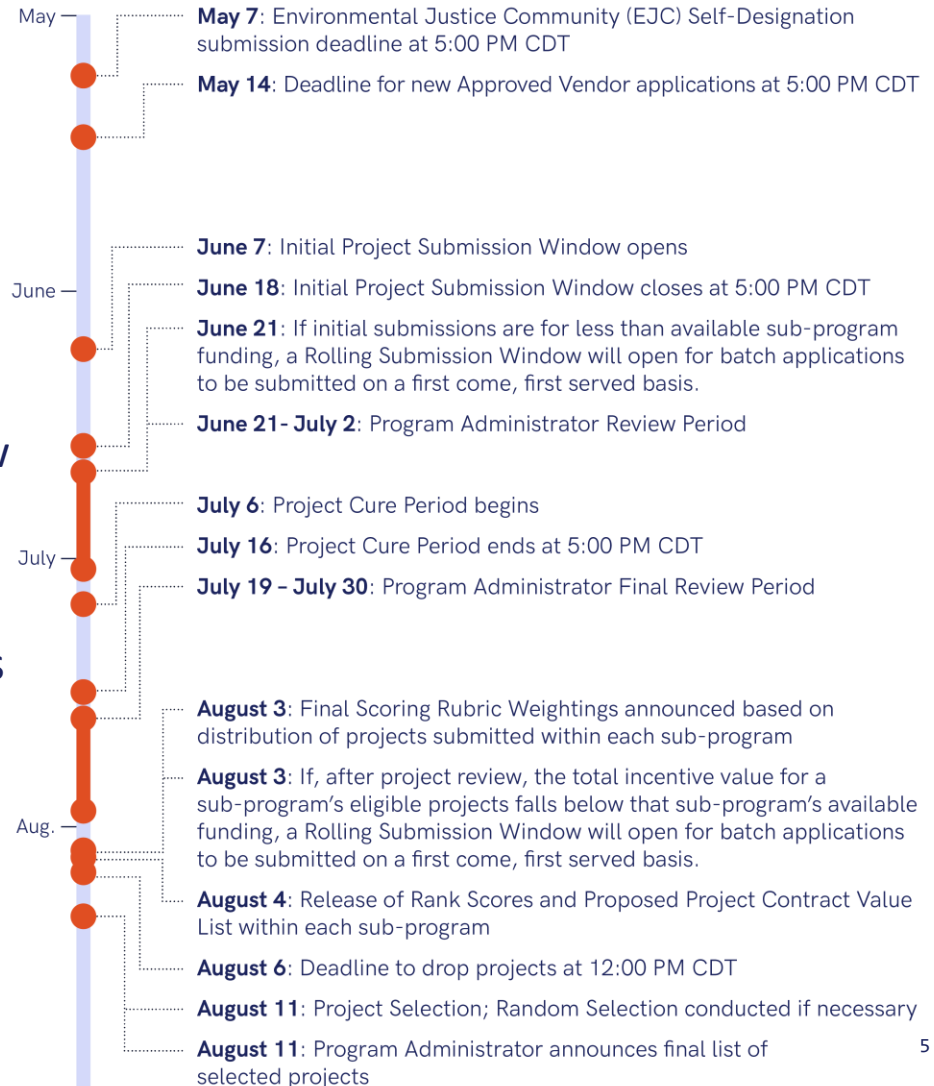 May
May 7: Environmental Justice Community (EJC) Self-Designation
submission deadline at 5:00 PM CDT
May 14: Deadline for new Approved Vendor applications at 5:00 PM CDT
June 7: Initial Project Submission Window opens
June
June 18: Initial Project Submission Window closes at 5:00 PM CDT
June 21: If initial submissions are for less than available sub-program
funding, a Rolling Submission Window will open for batch applications
to be submitted on a first come, first served basis.
June 21- July 2: Program Administrator Review Period
July 6: Project Cure Period begins
July
July 16: Project Cure Period ends at 5:00 PM CDT
July 19 – July 30: Program Administrator Final Review Period
August 3: Final Scoring Rubric Weightings announced based on
distribution of projects submitted within each sub-program
August 3: If, after project review, the total incentive value for a
sub-program's eligible projects falls below that sub-program's available
Aug.
funding, a Rolling Submission Window will open for batch applications
to be submitted on a first come, first served basis.
August 4: Release of Rank Scores and Proposed Project Contract Value
List within each sub-program
August 6: Deadline to drop projects at 12:00 PM CDT
August 11: Project Selection; Random Selection conducted if necessary
August 11: Program Administrator announces final list of
selected projects
5